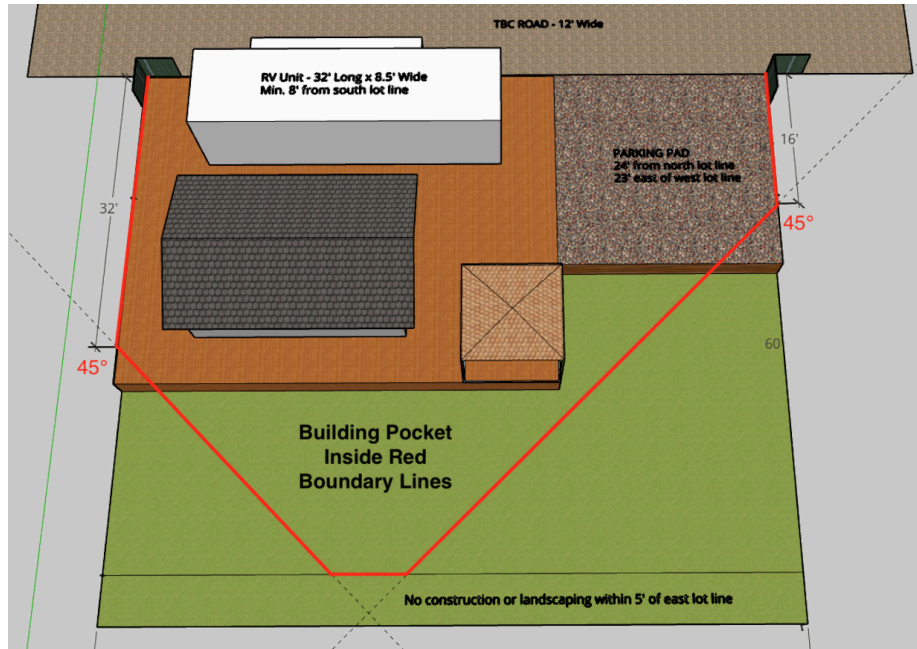 TBC ROAD - 12' Wide
RV Unit - 32' Long x 8.5' Wide
Min. 8' from south lot line
16'
PARKING PAD
24' from north lot line
23' east of west lot line
32'
45°
45°
60'
Building Pocket
Inside Red
Boundary Lines
No construction or landscaping within 5' of east lot line